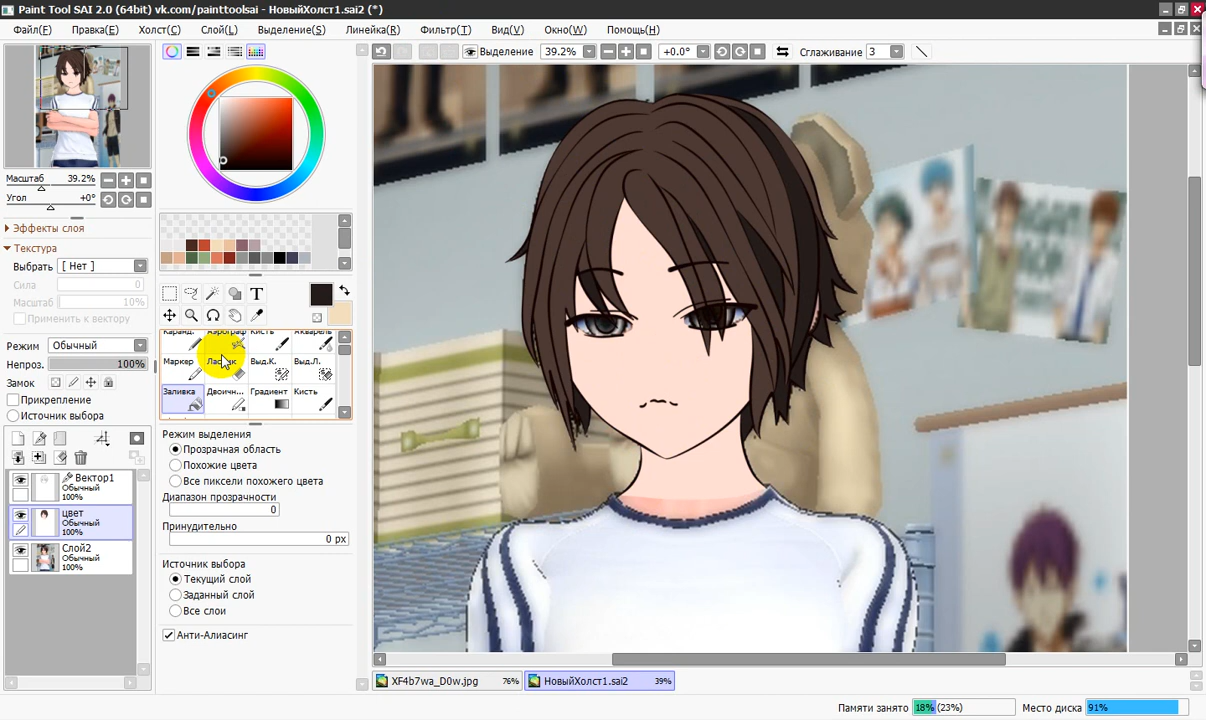 Paint Tool SAI 2.0 (64bit) vk.com/painttoolsai - НовыйХолст1.sai2 (*)
Файл(F) Правка(E) Холст(C) Слой(L) Выделение(S) Линейка(R) Фильтр(T) Вид(V) Окно(W) Помощь(H)
Выделение 39.2% +0.0° Сглаживание 3
Масштаб 39.2%
Угол +0°
Эффекты слоя
Текстура
Выбрать [ Нет ]
Сила 0
Масштаб 10%
Применить к вектору
Режим Обычный
Непроз. 100%
Замок
Прикрепление
Источник выбора
Вектор1
Обычный
100%
цвет
Обычный
100%
Слой2
Обычный
100%
T
Каранд. Аэрограф Кисть Акварель
Маркер Ластик Выд.К. Выд.Л.
Заливка Двоичн... Градиент Кисть
Режим выделения
Прозрачная область
Похожие цвета
Все пиксели похожего цвета
Диапазон прозрачности
0
Принудительно
0 px
Источник выбора
Текущий слой
Заданный слой
Все слои
Анти-Алиасинг
XF4b7wa_D0w.jpg 76% НовыйХолст1.sai2 39%
Памяти занято 18% (23%) Место диска 91%